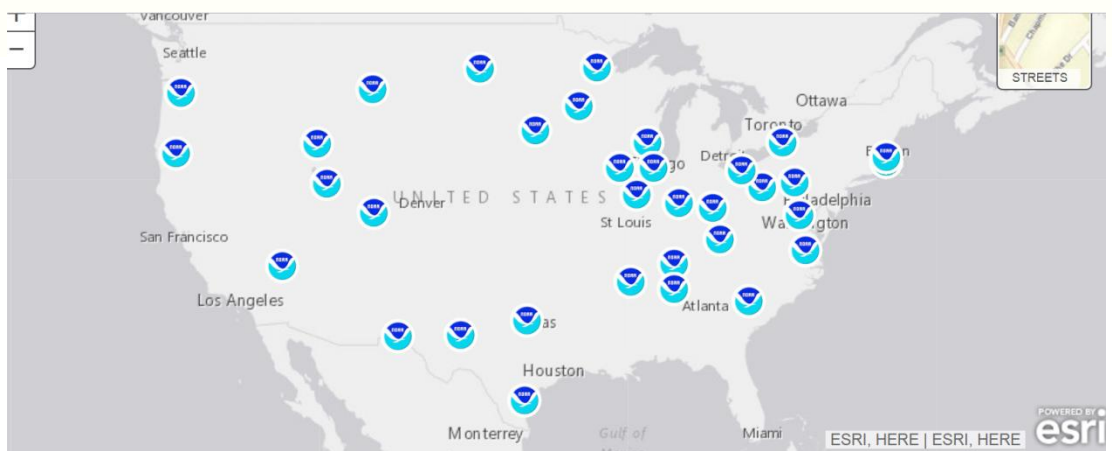 +
Vancouver
−
Seattle
STREETS
Ottawa
Toronto
Detroit
Denver
UNITED STATES
St Louis
Philadelphia
San Francisco
Los Angeles
Atlanta
Houston
Monterrey
Gulf of
Miami
POWERED BY
esri
ESRI, HERE | ESRI, HERE